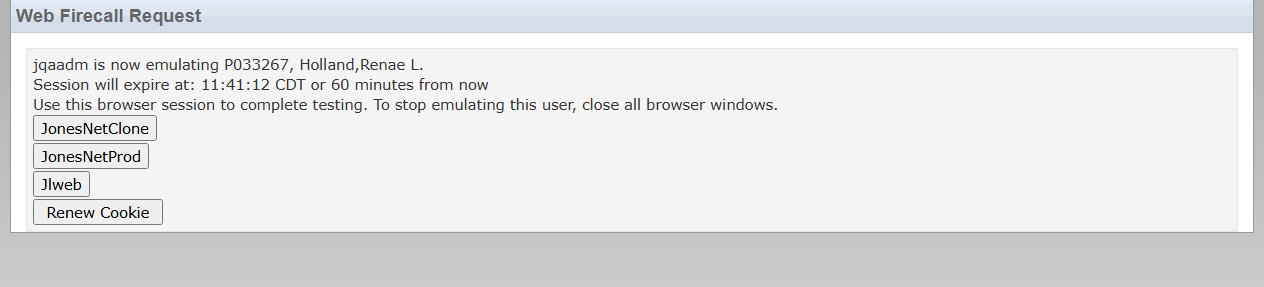 Web Firecall Request
jqaadm is now emulating P033267, Holland,Renae L.
Session will expire at: 11:41:12 CDT or 60 minutes from now
Use this browser session to complete testing. To stop emulating this user, close all browser windows.
JonesNetClone
JonesNetProd
Jlweb
Renew Cookie